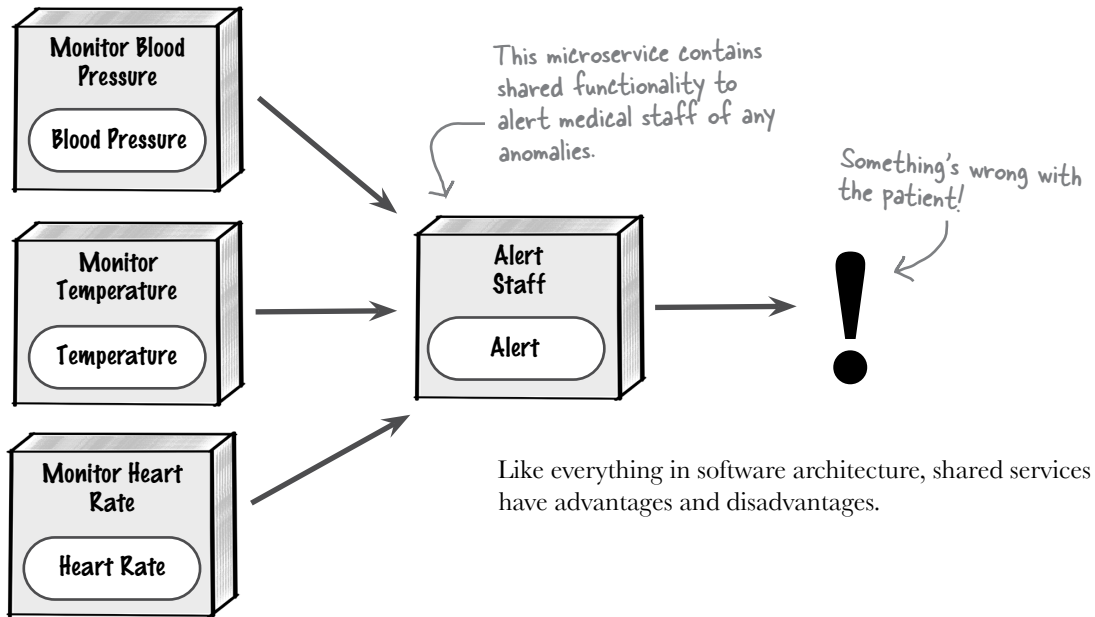 Monitor Blood
Pressure
Blood Pressure
This microservice contains
shared functionality to
alert medical staff of any
anomalies.
Something's wrong with
the patient!
Monitor
Temperature
Temperature
Alert
Staff
Alert
Monitor Heart
Rate
Heart Rate
Like everything in software architecture, shared services
have advantages and disadvantages.